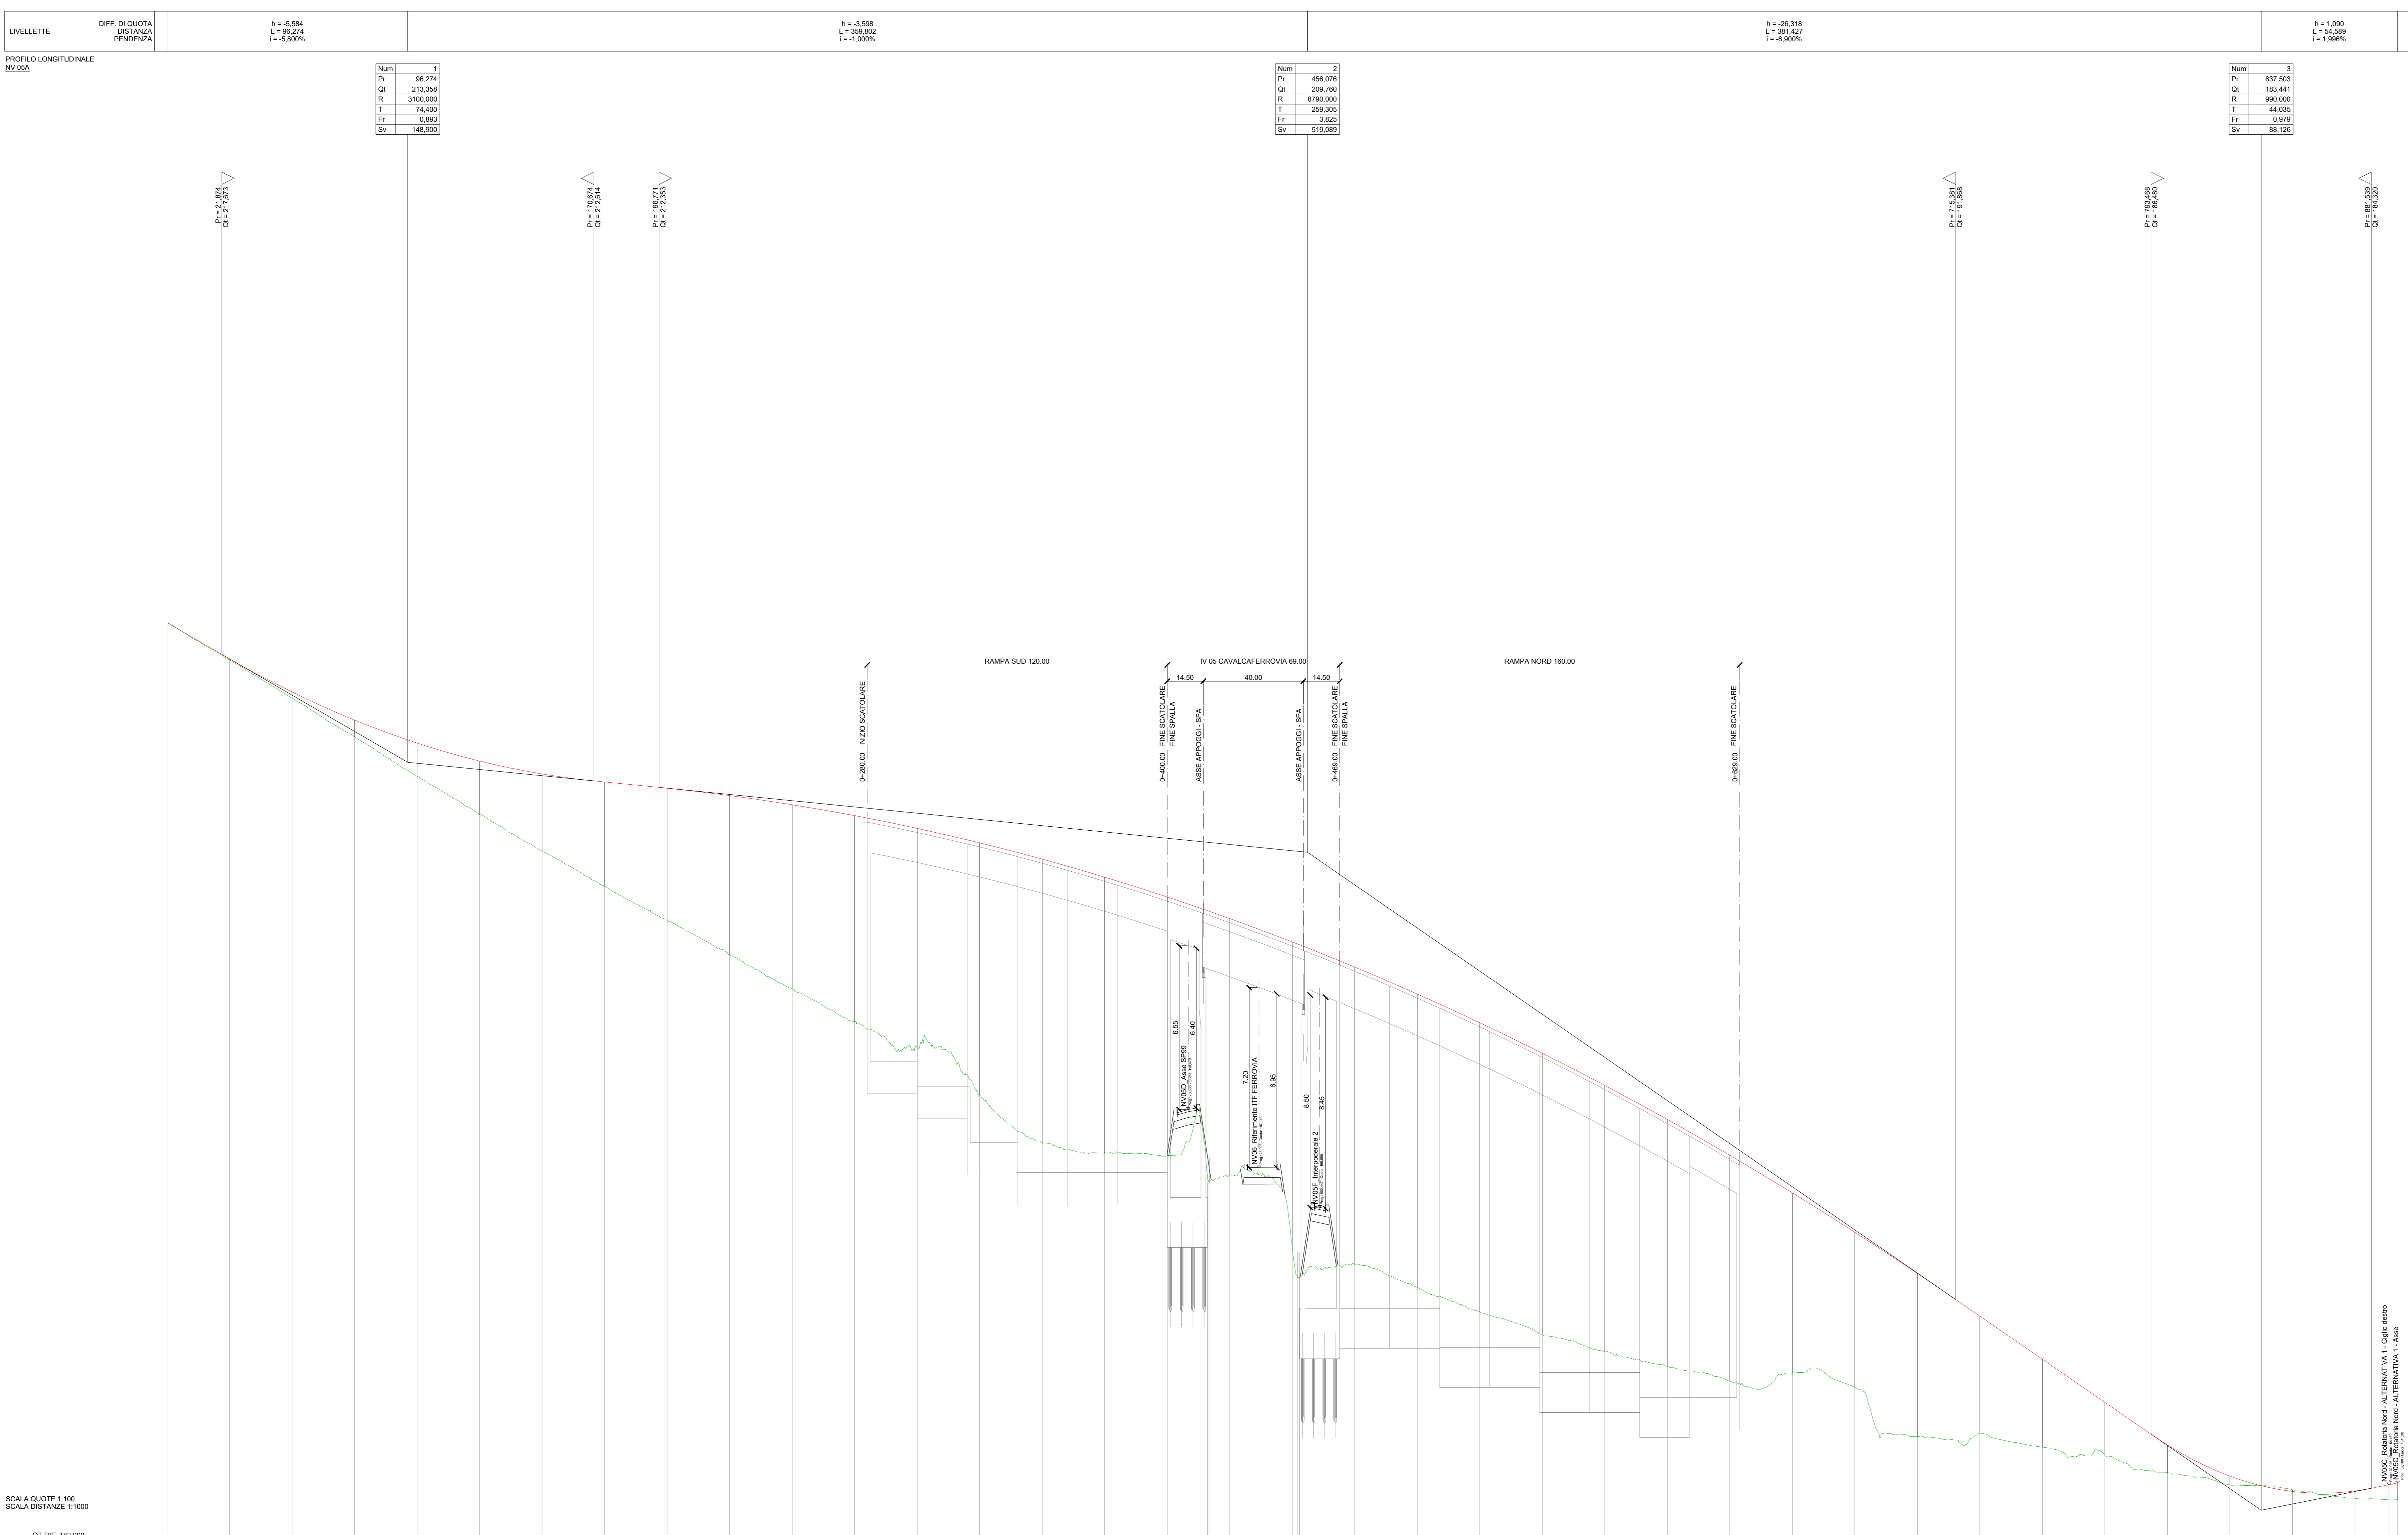 LIVELLETTE
DIFF. DI QUOTA
DISTANZA
PENDENZA
h = -5,584
L = 96,274
i = -5,800%
h = -3,598
L = 359,802
i = -1,000%
h = -26,318
L = 381,427
i = -6,900%
h = 1,090
L = 54,589
i = 1,996%
PROFILO LONGITUDINALE
NV 05A
Num 1
Pr 96,274
Qt 213,358
R 3100,000
T 74,400
Fr 0,893
Sv 148,900
Num 2
Pr 456,076
Qt 209,760
R 8790,000
T 259,305
Fr 3,825
Sv 519,089
Num 3
Pr 837,503
Qt 183,441
R 990,000
T 44,035
Fr 0,979
Sv 88,126
Pr = 21,874
Qt = 217,673
Pr = 170,674
Qt = 212,614
Pr = 196,771
Qt = 212,353
Pr = 715,381
Qt = 191,868
Pr = 793,468
Qt = 186,480
Pr = 881,539
Qt = 184,320
RAMPA SUD 120.00
IV 05 CAVALCAFERROVIA 69.00
RAMPA NORD 160.00
14.50
40.00
14.50
0+280.00 INIZIO SCATOLARE
0+400.00 FINE SCATOLARE
FINE SPALLA
ASSE APPOGGI - SPA
ASSE APPOGGI - SPA
0+469.00 FINE SCATOLARE
FINE SPALLA
0+629.00 FINE SCATOLARE
6.55
6.40
NV05D_Asse SP99
7.20
6.95
NV05_Riferimento ITF FERROVIA
8.50
8.45
NV05F_Interpoderale 2
NV05C_Rotatoria Nord - ALTERNATIVA 1 - Ciglio destro
NV05C_Rotatoria Nord - ALTERNATIVA 1 - Asse
SCALA QUOTE 1:100
SCALA DISTANZE 1:1000